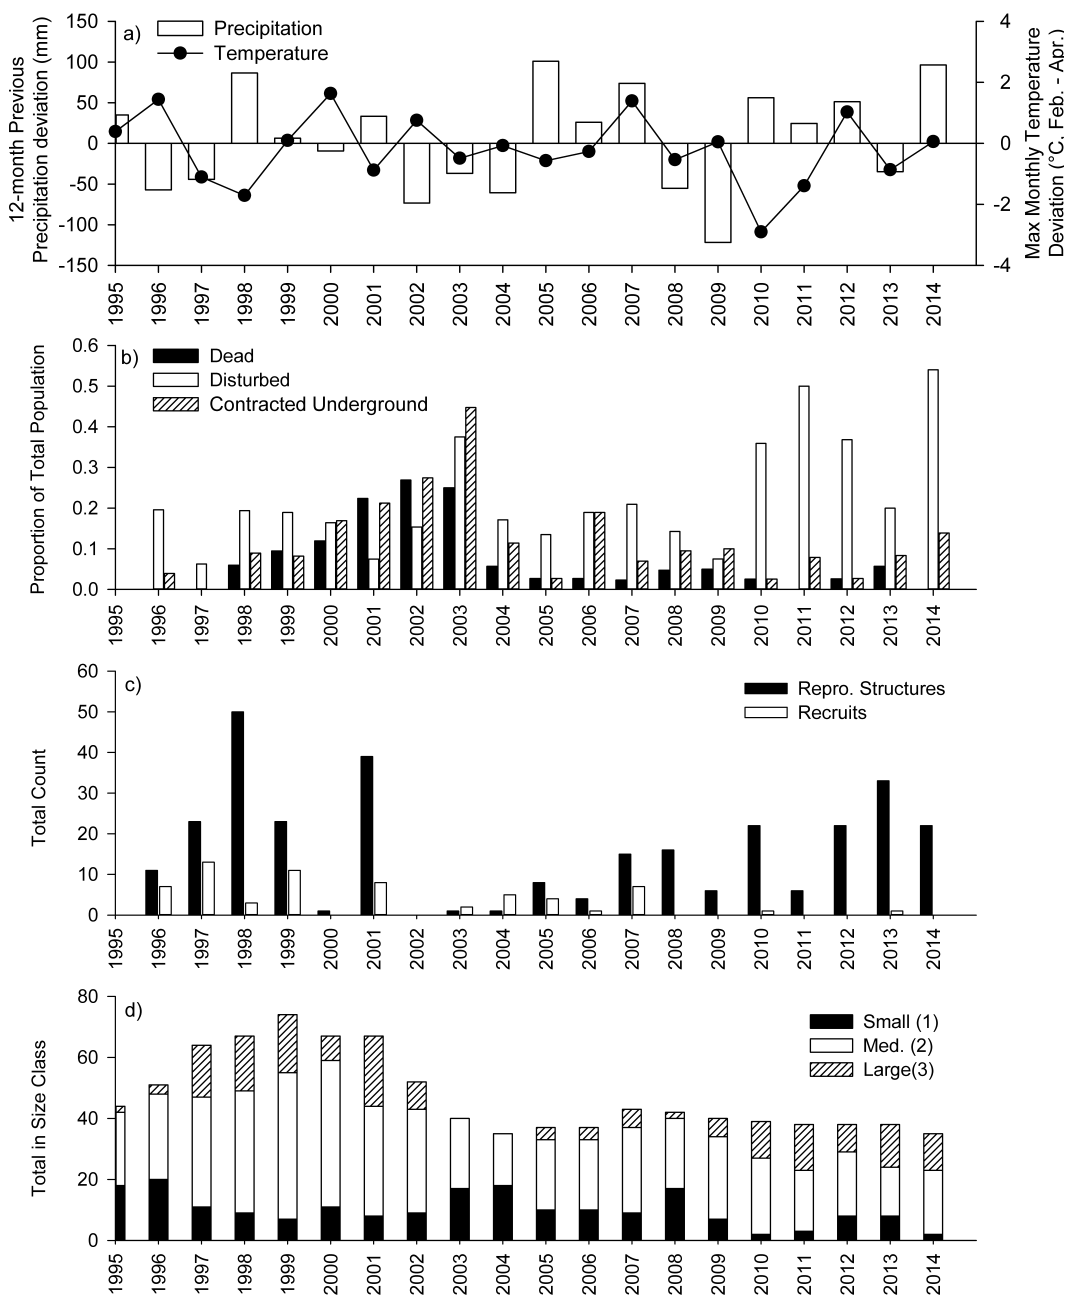 a)
Precipitation
Temperature
12-month Previous
Precipitation deviation (mm)
150
100
50
0
-50
-100
-150
4
2
0
-2
-4
Max Monthly Temperature
Deviation (°C, Feb. - Apr.)
1995 1996 1997 1998 1999 2000 2001 2002 2003 2004 2005 2006 2007 2008 2009 2010 2011 2012 2013 2014
b)
Dead
Disturbed
Contracted Underground
Proportion of Total Population
0.6
0.5
0.4
0.3
0.2
0.1
0.0
1995 1996 1997 1998 1999 2000 2001 2002 2003 2004 2005 2006 2007 2008 2009 2010 2011 2012 2013 2014
c)
Repro. Structures
Recruits
Total Count
60
50
40
30
20
10
0
1995 1996 1997 1998 1999 2000 2001 2002 2003 2004 2005 2006 2007 2008 2009 2010 2011 2012 2013 2014
d)
Small (1)
Med. (2)
Large(3)
Total in Size Class
80
60
40
20
0
1995 1996 1997 1998 1999 2000 2001 2002 2003 2004 2005 2006 2007 2008 2009 2010 2011 2012 2013 2014